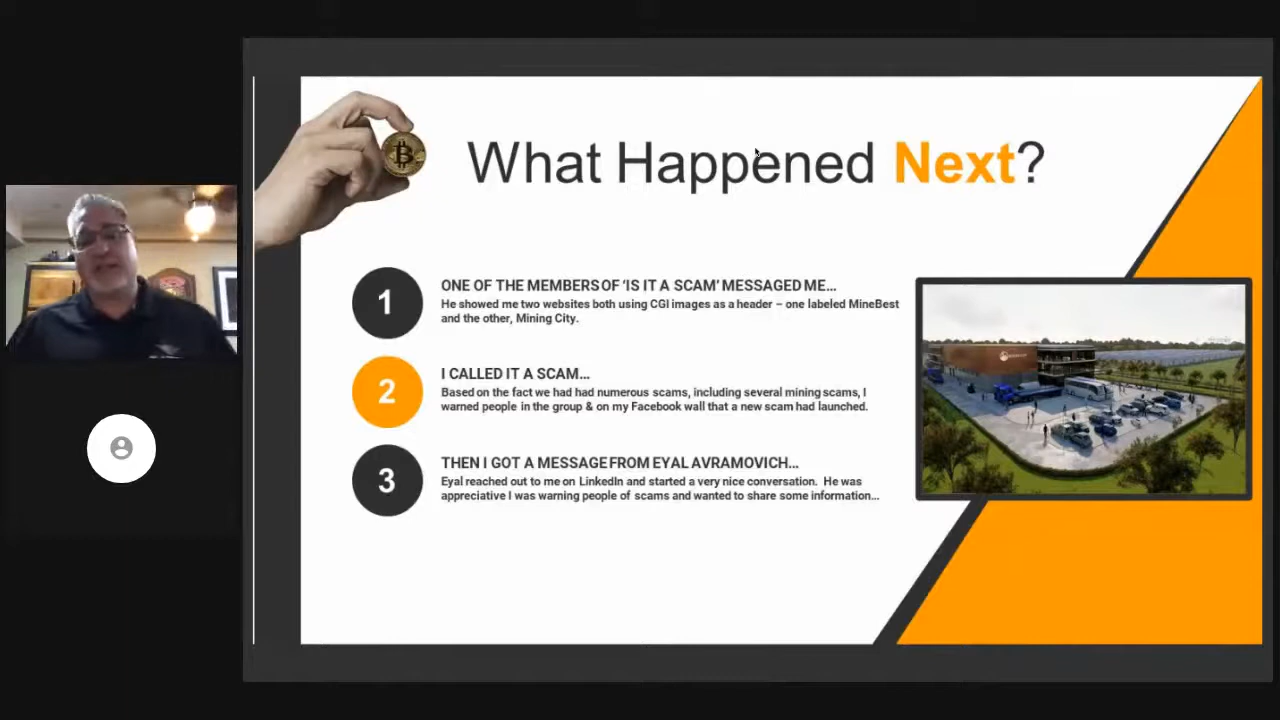 What Happened Next?
1
ONE OF THE MEMBERS OF ‘IS IT A SCAM’ MESSAGED ME...
He showed me two websites both using CGI images as a header – one labeled MineBest
and the other, Mining City.
2
I CALLED IT A SCAM...
Based on the fact we had had numerous scams, including several mining scams, I
warned people in the group & on my Facebook wall that a new scam had launched.
3
THEN I GOT A MESSAGE FROM EYAL AVRAMOVICH...
Eyal reached out to me on LinkedIn and started a very nice conversation.  He was
appreciative I was warning people of scams and wanted to share some information...